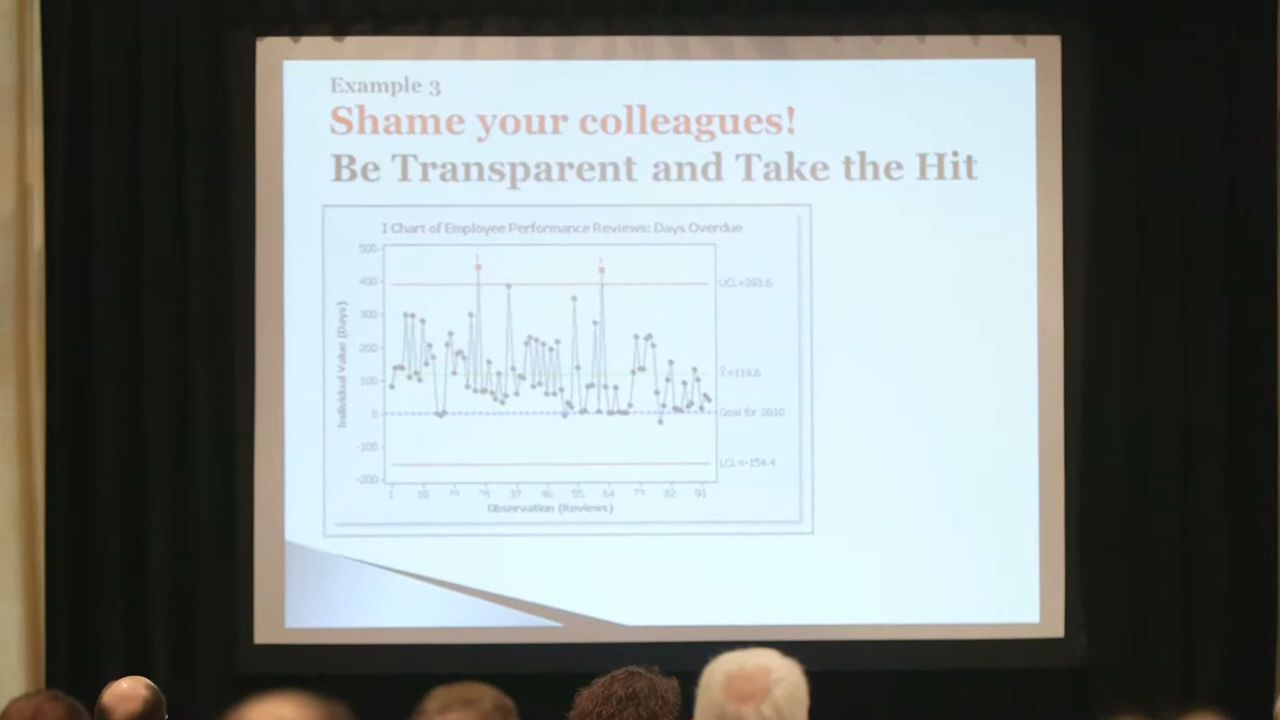 Example 3
Shame your colleagues!
Be Transparent and Take the Hit
I Chart of Employee Performance Reviews: Days Overdue
500
400
300
200
100
0
-100
-200
Individual Value (Days)
1
1
UCL=393.6
X=119.6
Goal for 2010
LCL=-154.4
1 10 19 28 37 46 55 64 73 82 91
Observation (Reviews)